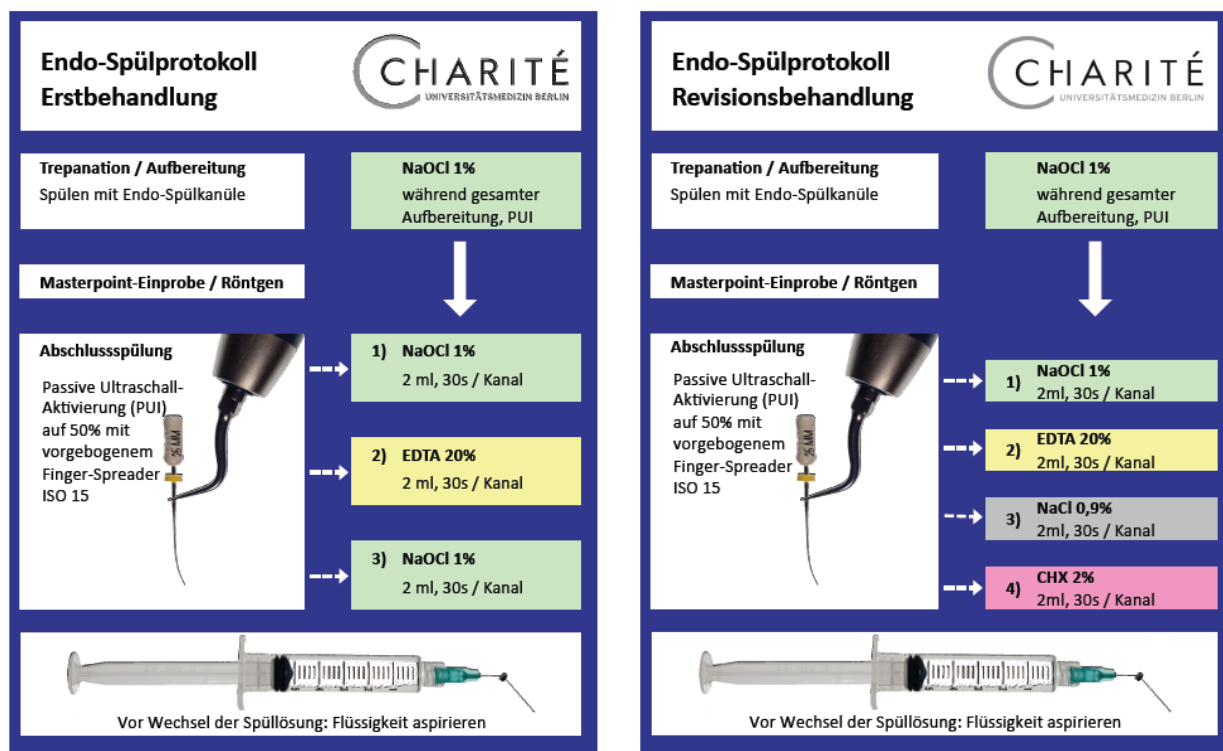 Endo-Spülprotokoll
Erstbehandlung
CHARITÉ
UNIVERSITÄTSMEDIZIN BERLIN
Trepanation / Aufbereitung
Spülen mit Endo-Spülkanüle
NaOCl 1%
während gesamter
Aufbereitung, PUI
Masterpoint-Einprobe / Röntgen
Abschlussspülung
Passive Ultraschall-
Aktivierung (PUI)
auf 50% mit
vorgebogenem
Finger-Spreader
ISO 15
25 MM
1) NaOCl 1%
2 ml, 30s / Kanal
2) EDTA 20%
2 ml, 30s / Kanal
3) NaOCl 1%
2 ml, 30s / Kanal
Vor Wechsel der Spüllösung: Flüssigkeit aspirieren
Endo-Spülprotokoll
Revisionsbehandlung
CHARITÉ
UNIVERSITÄTSMEDIZIN BERLIN
Trepanation / Aufbereitung
Spülen mit Endo-Spülkanüle
NaOCl 1%
während gesamter
Aufbereitung, PUI
Masterpoint-Einprobe / Röntgen
Abschlussspülung
Passive Ultraschall-
Aktivierung (PUI)
auf 50% mit
vorgebogenem
Finger-Spreader
ISO 15
25 MM
1) NaOCl 1%
2ml, 30s / Kanal
2) EDTA 20%
2ml, 30s / Kanal
3) NaCl 0,9%
2ml, 30s / Kanal
4) CHX 2%
2ml, 30s / Kanal
Vor Wechsel der Spüllösung: Flüssigkeit aspirieren